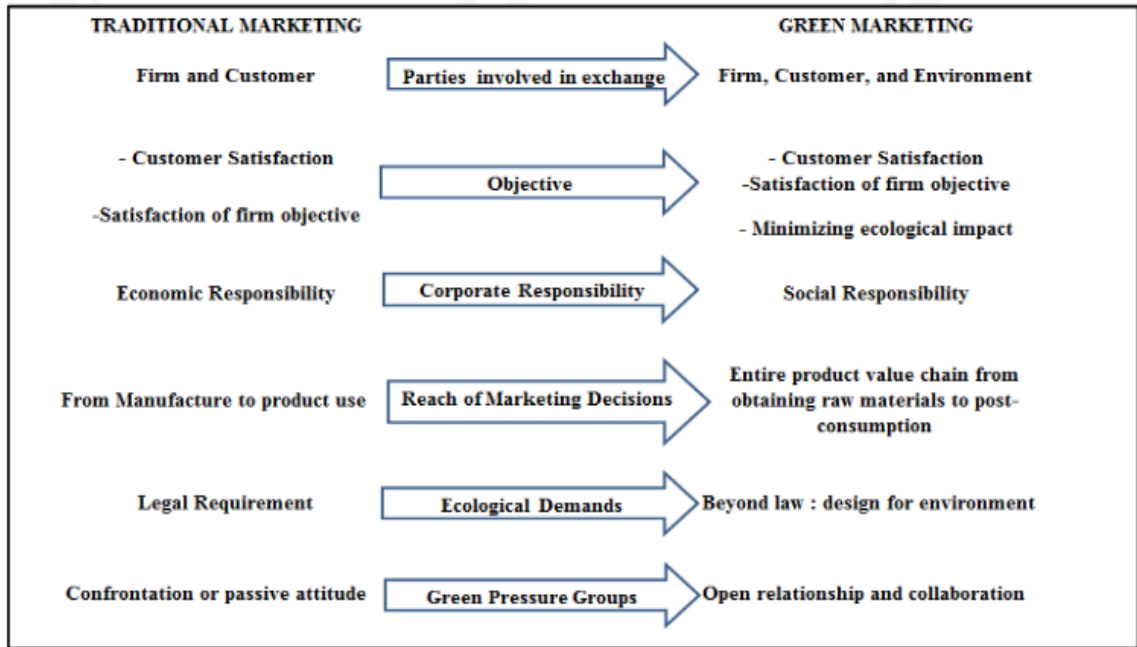 TRADITIONAL MARKETING
GREEN MARKETING
Firm and Customer
Parties involved in exchange
Firm, Customer, and Environment
- Customer Satisfaction
-Satisfaction of firm objective
Objective
- Customer Satisfaction
-Satisfaction of firm objective
- Minimizing ecological impact
Economic Responsibility
Corporate Responsibility
Social Responsibility
From Manufacture to product use
Reach of Marketing Decisions
Entire product value chain from
obtaining raw materials to post-
consumption
Legal Requirement
Ecological Demands
Beyond law : design for environment
Confrontation or passive attitude
Green Pressure Groups
Open relationship and collaboration